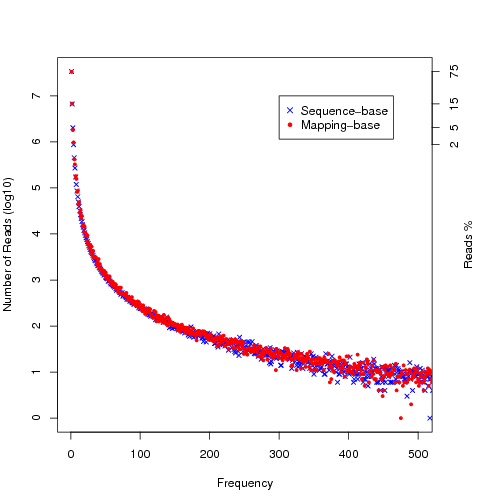 75
15
5
2
7
6
5
4
3
2
1
0
Number of Reads (log10)
Reads %
Sequence−base
Mapping−base
0 100 200 300 400 500
Frequency